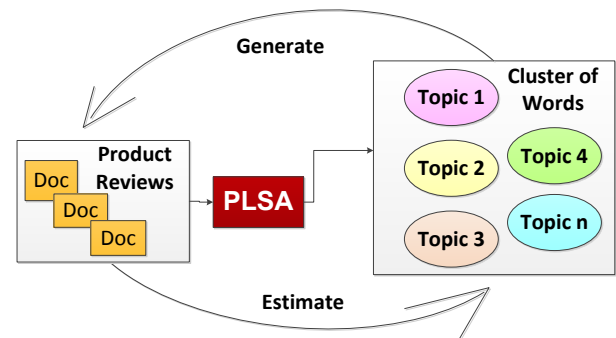 Generate
Product
Reviews
Doc
Doc
Doc
PLSA
Cluster of
Words
Topic 1
Topic 2
Topic 3
Topic 4
Topic n
Estimate